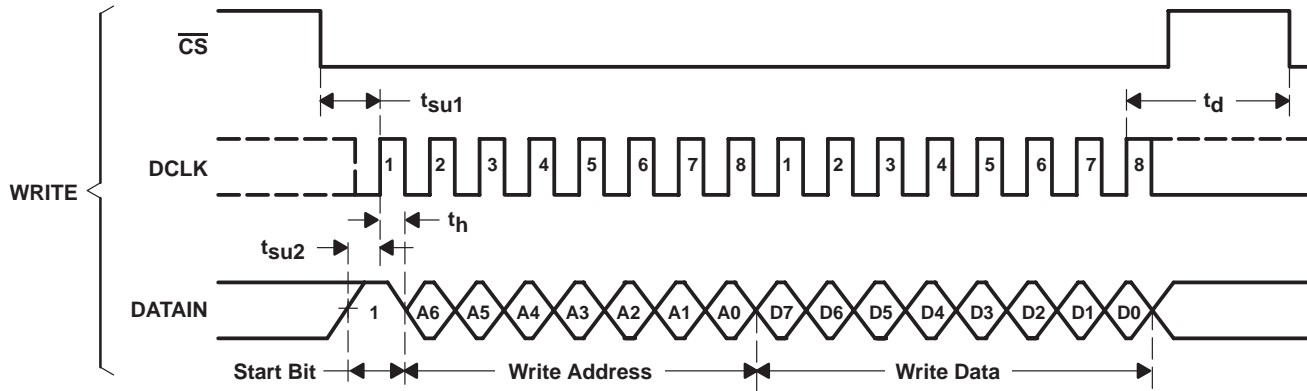 CS
tsu1
td
DCLK
1 2 3 4 5 6 7 8 1 2 3 4 5 6 7 8
WRITE
th
tsu2
DATAIN
1 A6 A5 A4 A3 A2 A1 A0 D7 D6 D5 D4 D3 D2 D1 D0
Start Bit Write Address Write Data